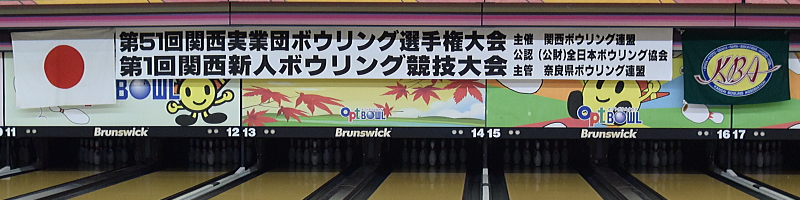 第51回関西実業団ボウリング選手権大会
第1回関西新人ボウリング競技大会
主催 関西ボウリング連盟
公認 (公財)全日本ボウリング協会
主管 奈良県ボウリング連盟
KBA
BOWL
Opt BOWL
Opt BOWL
11 Brunswick 12 13 Brunswick 14 15 Brunswick 16 17